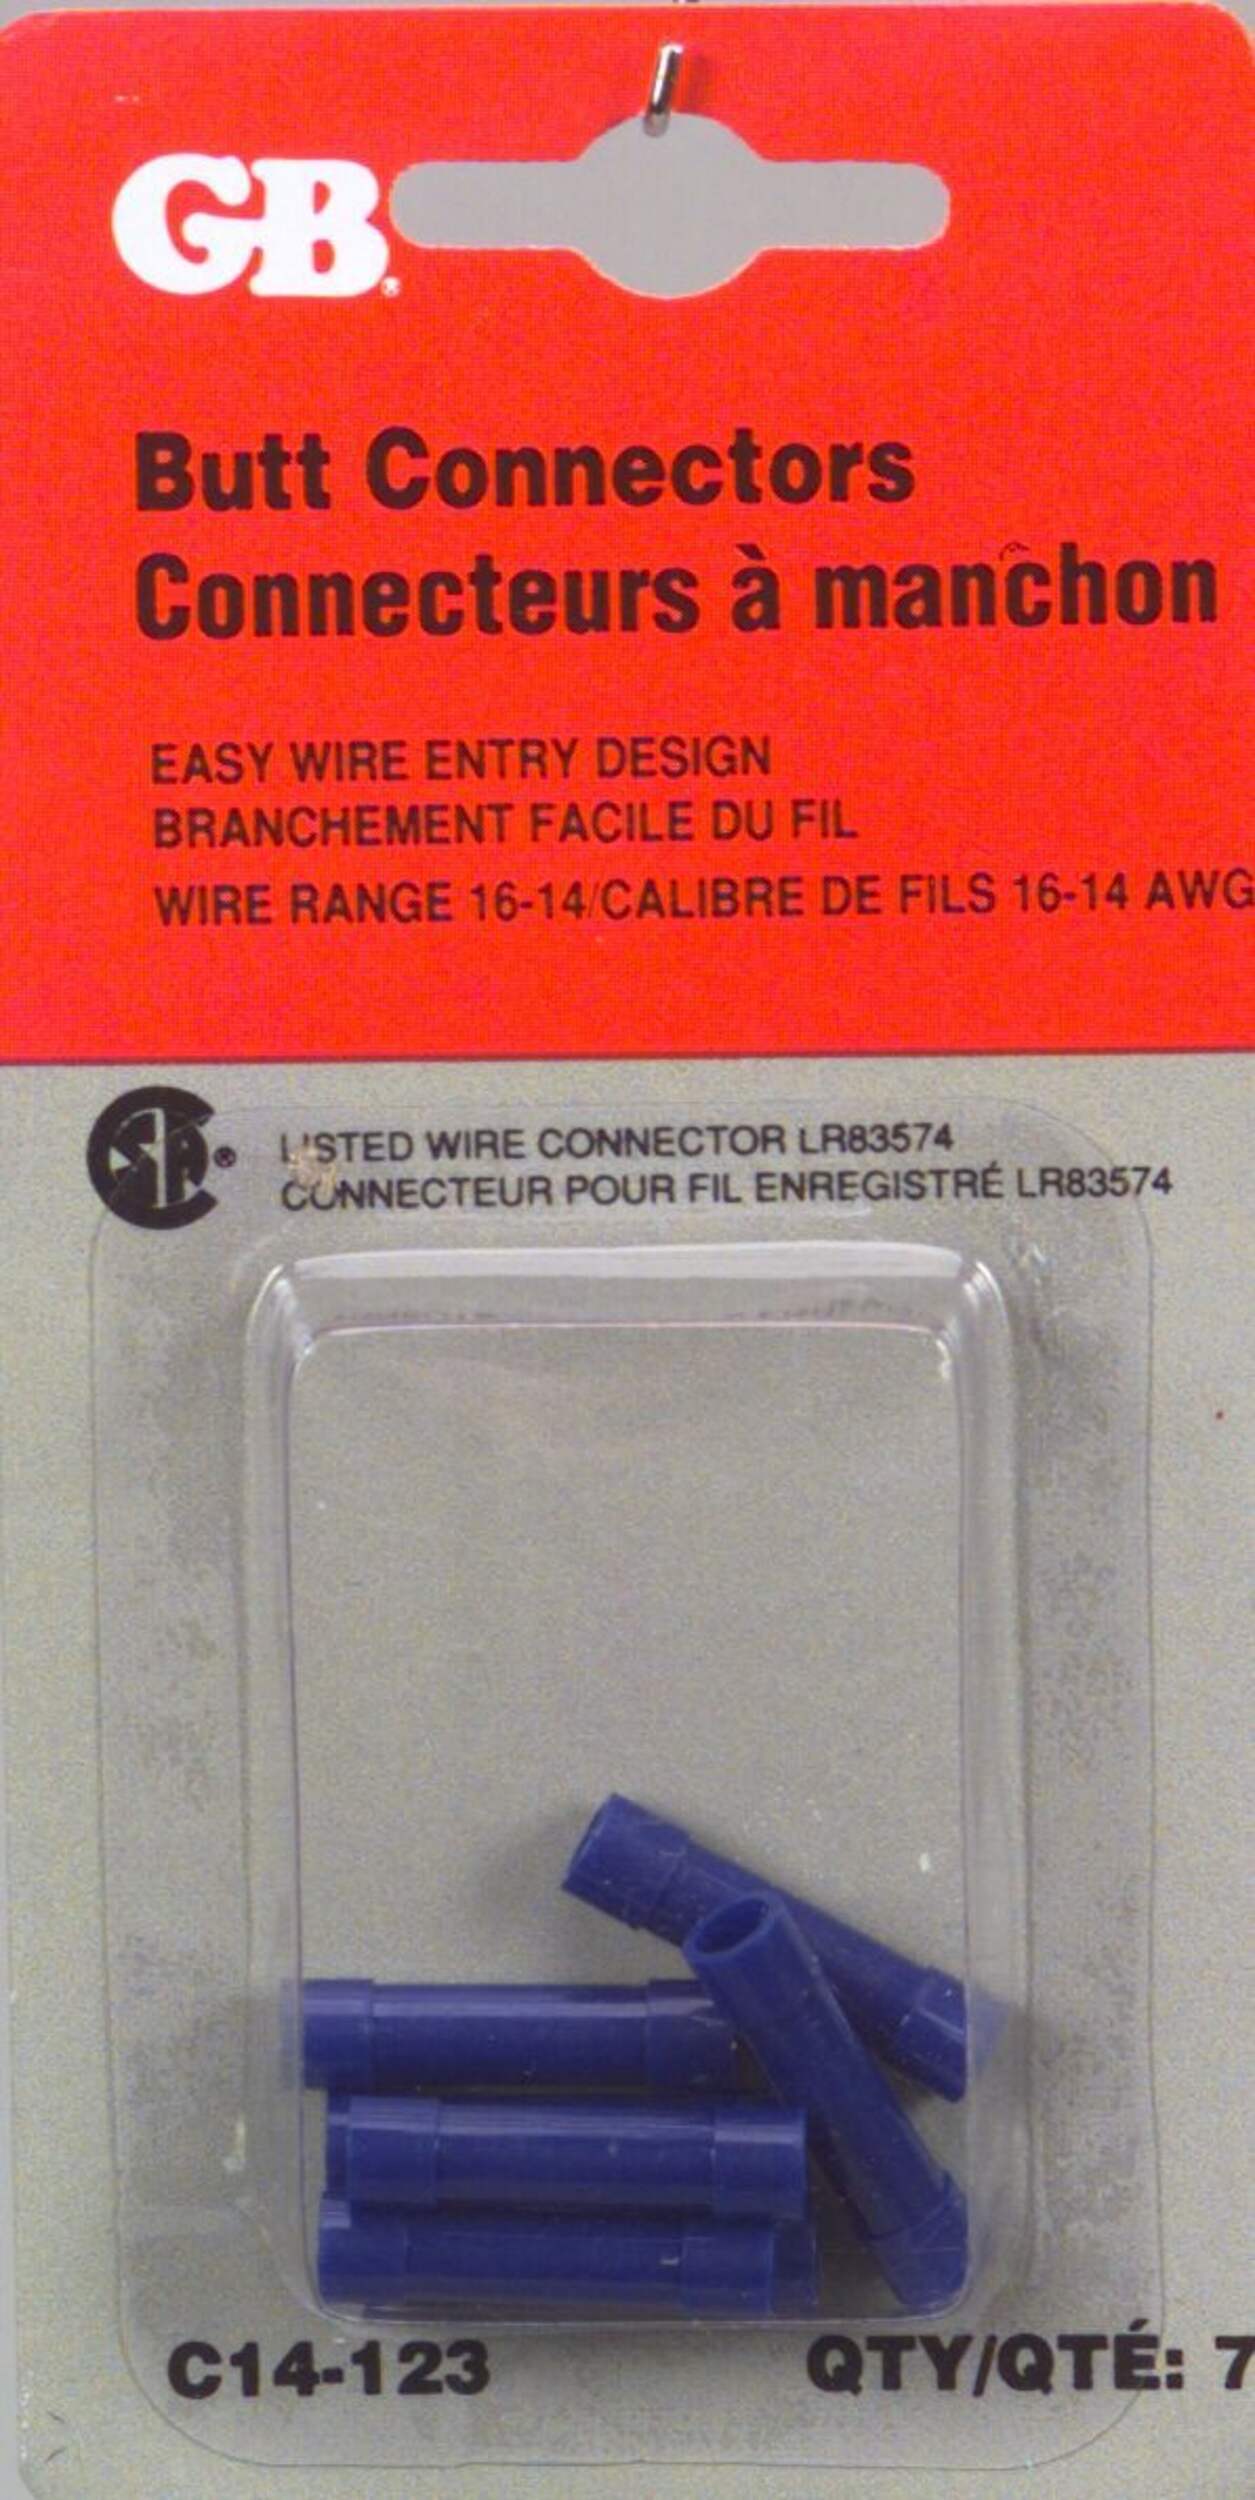 GB®
Butt Connectors
Connecteurs à manchon
EASY WIRE ENTRY DESIGN
BRANCHEMENT FACILE DU FIL
WIRE RANGE 16-14/CALIBRE DE FILS 16-14 AWG
SA® LISTED WIRE CONNECTOR LR83574
CONNECTEUR POUR FIL ENREGISTRÉ LR83574
C14-123 QTY/QTÉ: 7